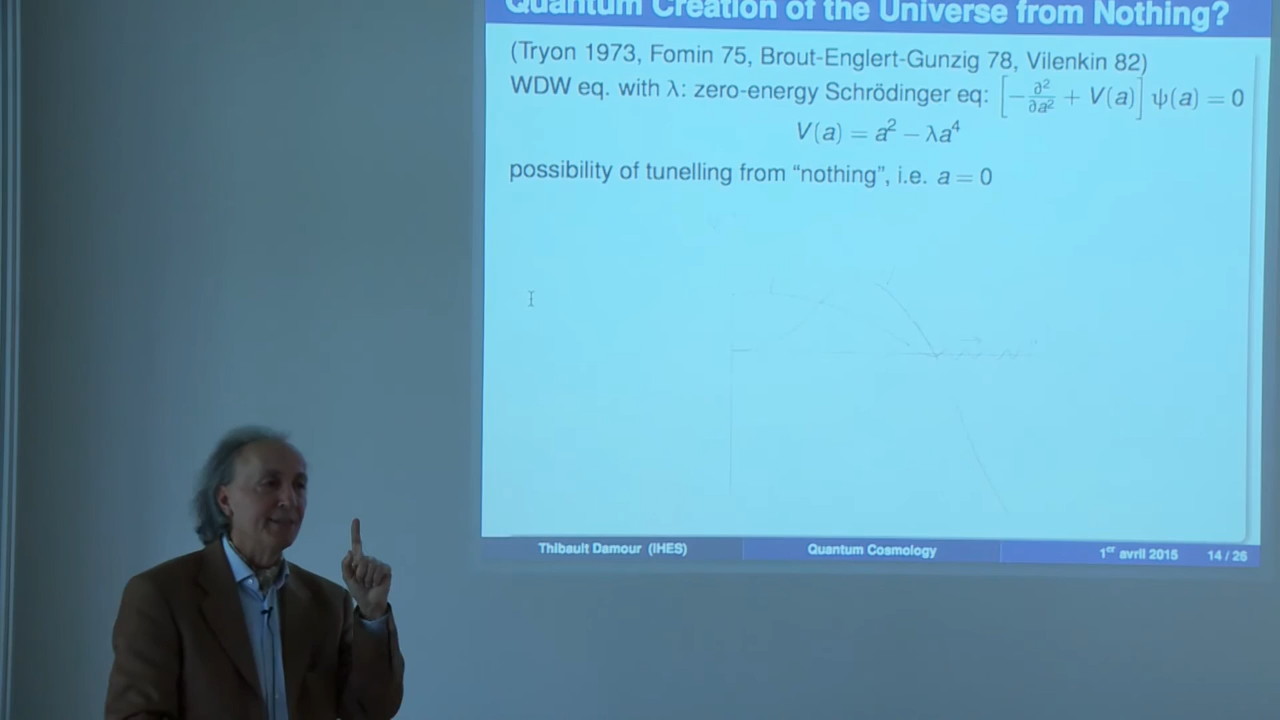 Quantum Creation of the Universe from Nothing?
(Tryon 1973, Fomin 75, Brout-Englert-Gunzig 78, Vilenkin 82)
WDW eq. with λ: zero-energy Schrödinger eq: [−∂²/∂a² + V(a)] ψ(a) = 0
V(a) = a² − λa⁴
possibility of tunelling from “nothing”, i.e. a = 0
Thibault Damour (IHES) Quantum Cosmology 1er avril 2015 14 / 26